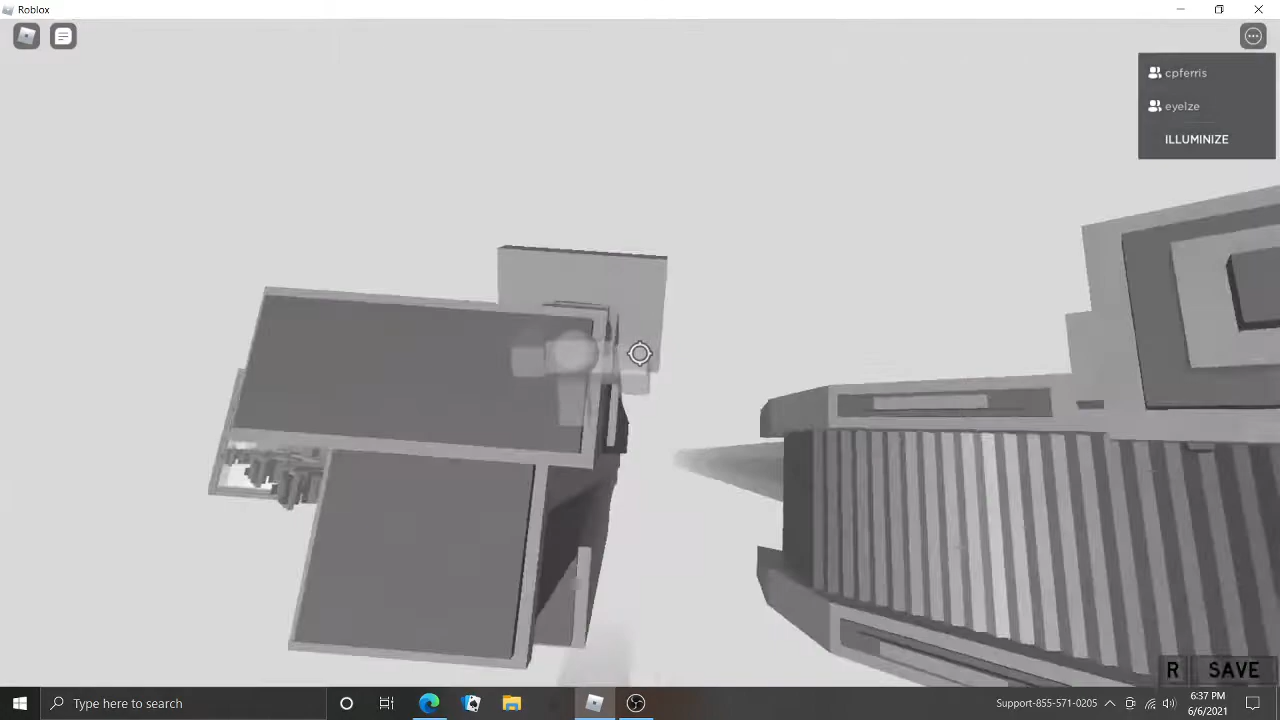 Roblox
cpferris
eyelze
ILLUMINIZE
R SAVE
Type here to search
Support-855-571-0205
6:37 PM
6/6/2021